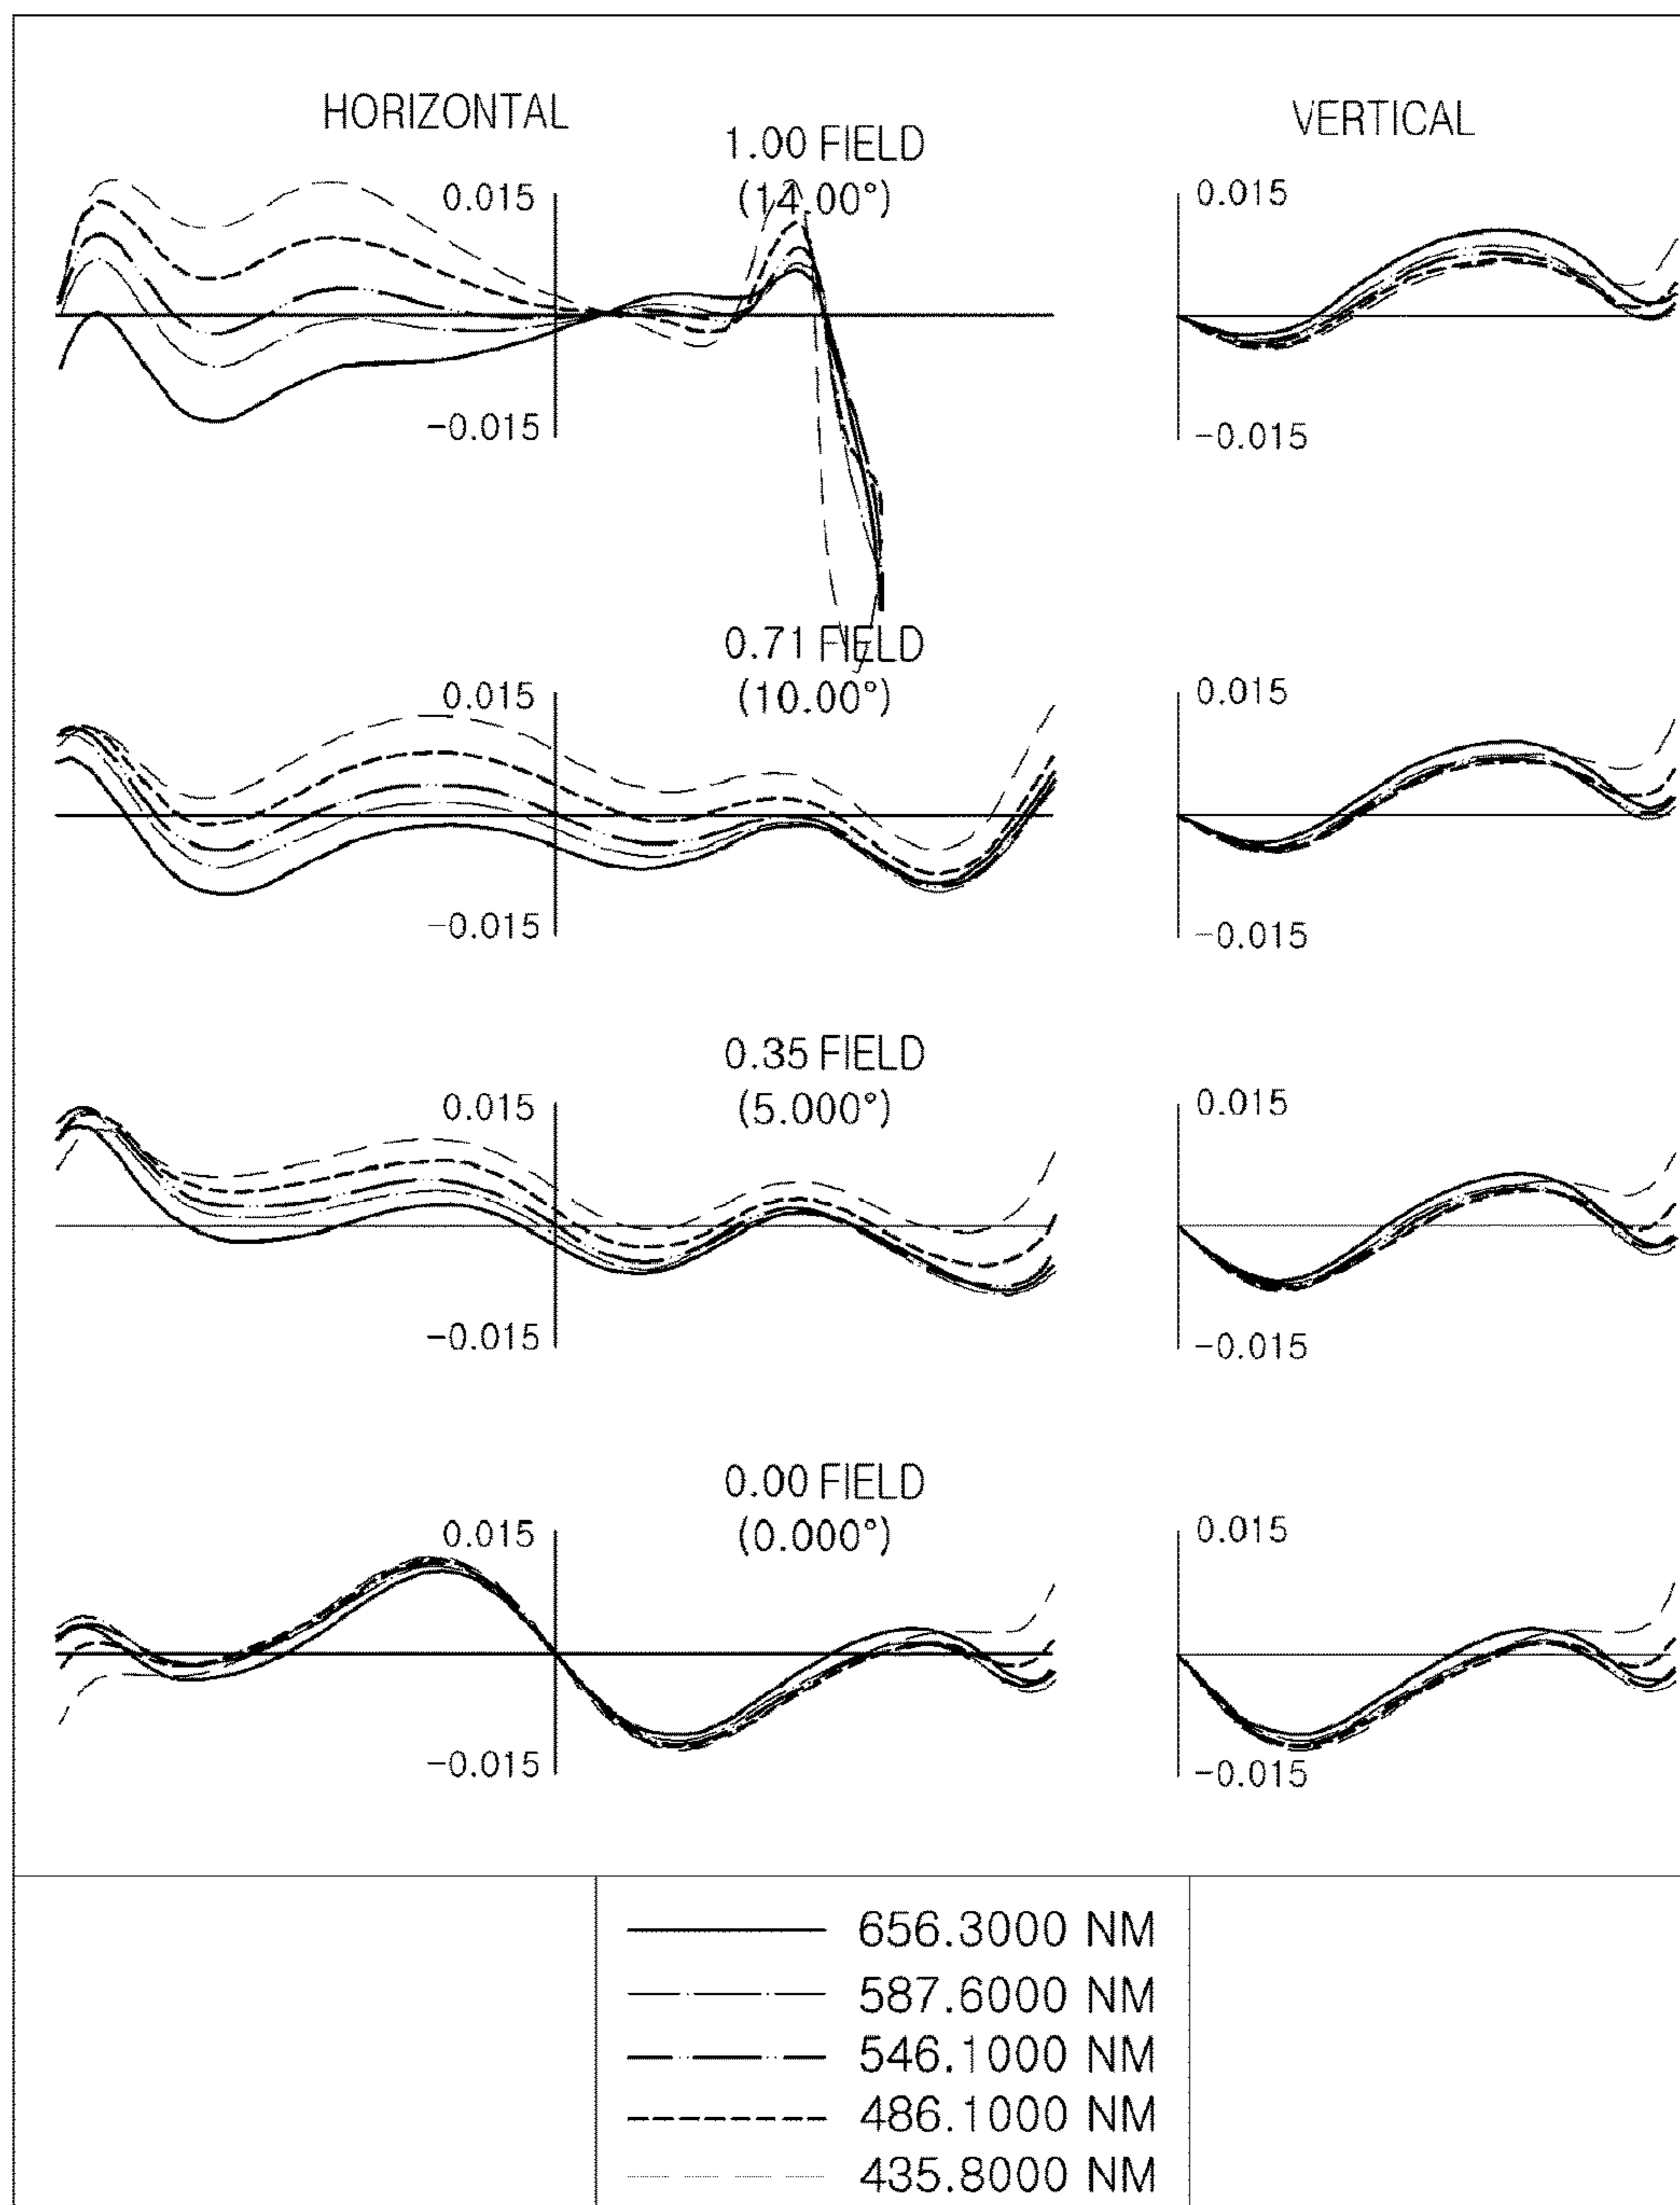 HORIZONTAL
VERTICAL
1.00 FIELD
(14.00°)
0.015
-0.015
0.015
-0.015
0.71 FIELD
(10.00°)
0.015
-0.015
0.015
-0.015
0.35 FIELD
(5.000°)
0.015
-0.015
0.015
-0.015
0.00 FIELD
(0.000°)
0.015
-0.015
0.015
-0.015
656.3000 NM
587.6000 NM
546.1000 NM
486.1000 NM
435.8000 NM